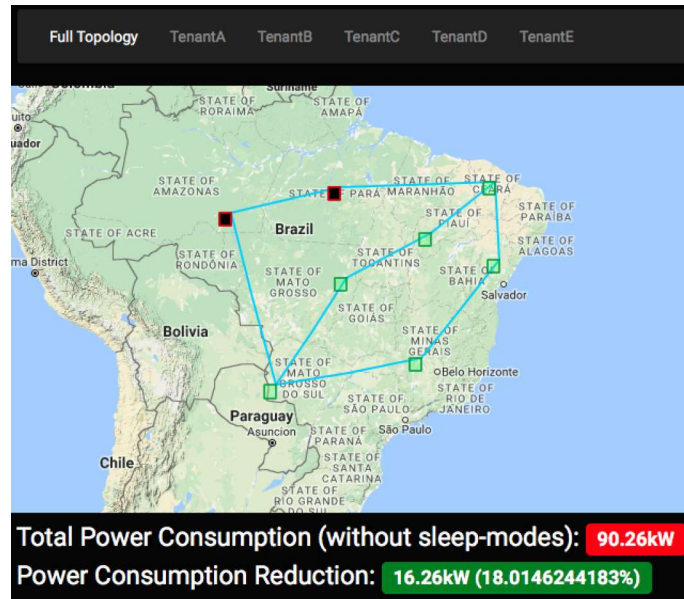 Full Topology TenantA TenantB TenantC TenantD TenantE
Suriname
STATE OF
RORAIMA
STATE OF
AMAPÁ
STATE OF
AMAZONAS
PARÁ
STATE OF
MARANHÃO
STATE OF
STATE OF
PIAUÍ
STATE OF
PARAÍBA
STATE OF ACRE
Brazil
STATE OF
RONDÔNIA
STATE OF
TOCANTINS
STATE OF
ALAGOAS
STATE OF
MATO
GROSSO
STATE OF
BAHIA
Salvador
STATE OF
GOIÁS
Bolivia
STATE OF
MINAS
GERAIS
STATE OF
MATO
GROSSO
DO SUL
Belo Horizonte
STATE OF
SÃO PAULO
STATE OF
RIO DE
JANEIRO
Paraguay
Asuncion
STATE OF
PARANÁ
São Paulo
Chile
STATE OF
SANTA
CATARINA
STATE OF
RIO GRANDE
DO SUL
Total Power Consumption (without sleep-modes): 90.26kW
Power Consumption Reduction: 16.26kW (18.0146244183%)